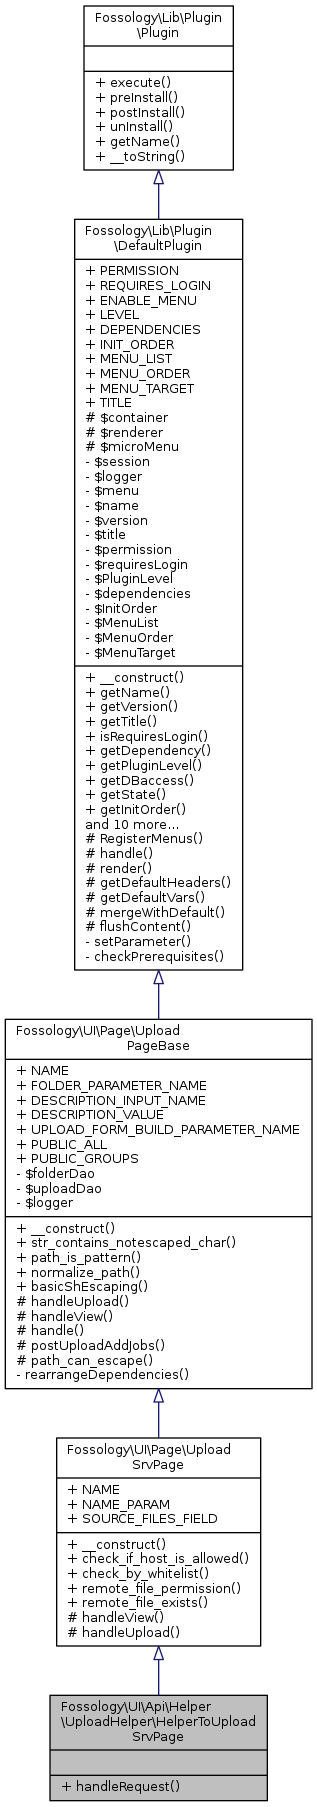 Fossology\Lib\Plugin
\Plugin
+ execute()
+ preInstall()
+ postInstall()
+ unInstall()
+ getName()
+ __toString()
Fossology\Lib\Plugin
\DefaultPlugin
+ PERMISSION
+ REQUIRES_LOGIN
+ ENABLE_MENU
+ LEVEL
+ DEPENDENCIES
+ INIT_ORDER
+ MENU_LIST
+ MENU_ORDER
+ MENU_TARGET
+ TITLE
# $container
# $renderer
# $microMenu
- $session
- $logger
- $menu
- $name
- $version
- $title
- $permission
- $requiresLogin
- $PluginLevel
- $dependencies
- $InitOrder
- $MenuList
- $MenuOrder
- $MenuTarget
+ __construct()
+ getName()
+ getVersion()
+ getTitle()
+ isRequiresLogin()
+ getDependency()
+ getPluginLevel()
+ getDBaccess()
+ getState()
+ getInitOrder()
and 10 more...
# RegisterMenus()
# handle()
# render()
# getDefaultHeaders()
# getDefaultVars()
# mergeWithDefault()
# flushContent()
- setParameter()
- checkPrerequisites()
Fossology\UI\Page\Upload
PageBase
+ NAME
+ FOLDER_PARAMETER_NAME
+ DESCRIPTION_INPUT_NAME
+ DESCRIPTION_VALUE
+ UPLOAD_FORM_BUILD_PARAMETER_NAME
+ PUBLIC_ALL
+ PUBLIC_GROUPS
- $folderDao
- $uploadDao
- $logger
+ __construct()
+ str_contains_notescaped_char()
+ path_is_pattern()
+ normalize_path()
+ basicShEscaping()
# handleUpload()
# handleView()
# handle()
# postUploadAddJobs()
# path_can_escape()
- rearrangeDependencies()
Fossology\UI\Page\Upload
SrvPage
+ NAME
+ NAME_PARAM
+ SOURCE_FILES_FIELD
+ __construct()
+ check_if_host_is_allowed()
+ check_by_whitelist()
+ remote_file_permission()
+ remote_file_exists()
# handleView()
# handleUpload()
Fossology\UI\Api\Helper
\UploadHelper\HelperToUpload
SrvPage
+ handleRequest()